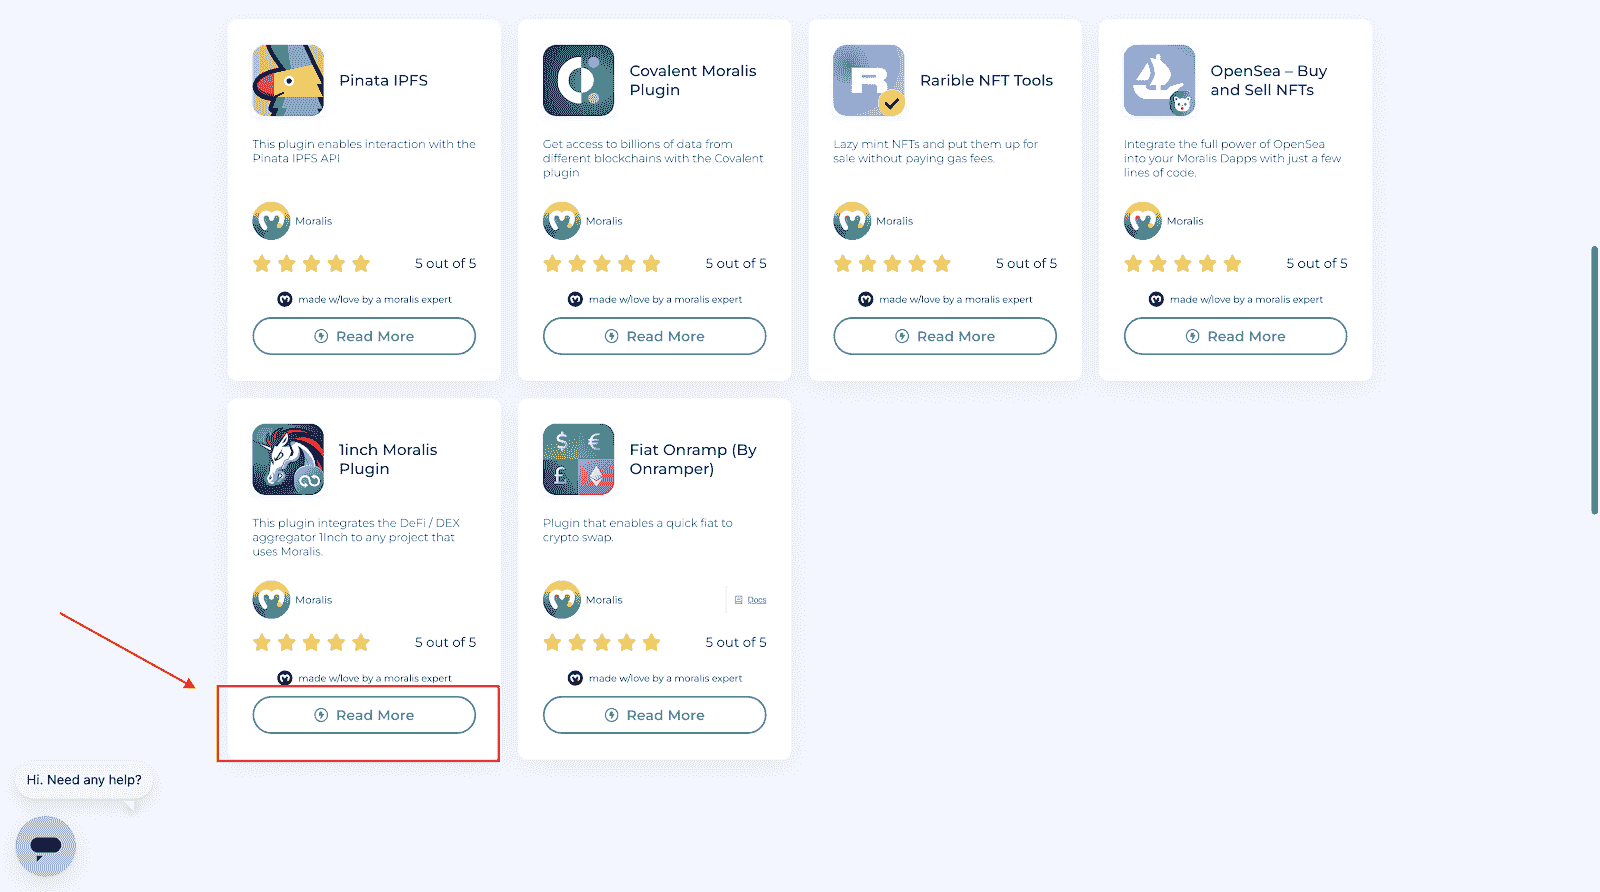 Pinata IPFS
This plugin enables interaction with the
Pinata IPFS API
Moralis
5 out of 5
made w/love by a moralis expert
Read More
Covalent Moralis
Plugin
Get access to billions of data from
different blockchains with the Covalent
plugin
Moralis
5 out of 5
made w/love by a moralis expert
Read More
R
Rarible NFT Tools
Lazy mint NFTs and put them up for
sale without paying gas fees.
Moralis
5 out of 5
made w/love by a moralis expert
Read More
OpenSea – Buy
and Sell NFTs
Integrate the full power of OpenSea
into your Moralis Dapps with just a few
lines of code.
Moralis
5 out of 5
made w/love by a moralis expert
Read More
1inch Moralis
Plugin
This plugin integrates the DeFi / DEX
aggregator 1Inch to any project that
uses Moralis.
Moralis
5 out of 5
made w/love by a moralis expert
Read More
$ €
£
Fiat Onramp (By
Onramper)
Plugin that enables a quick fiat to
crypto swap.
Moralis
Docs
5 out of 5
made w/love by a moralis expert
Read More
Hi. Need any help?